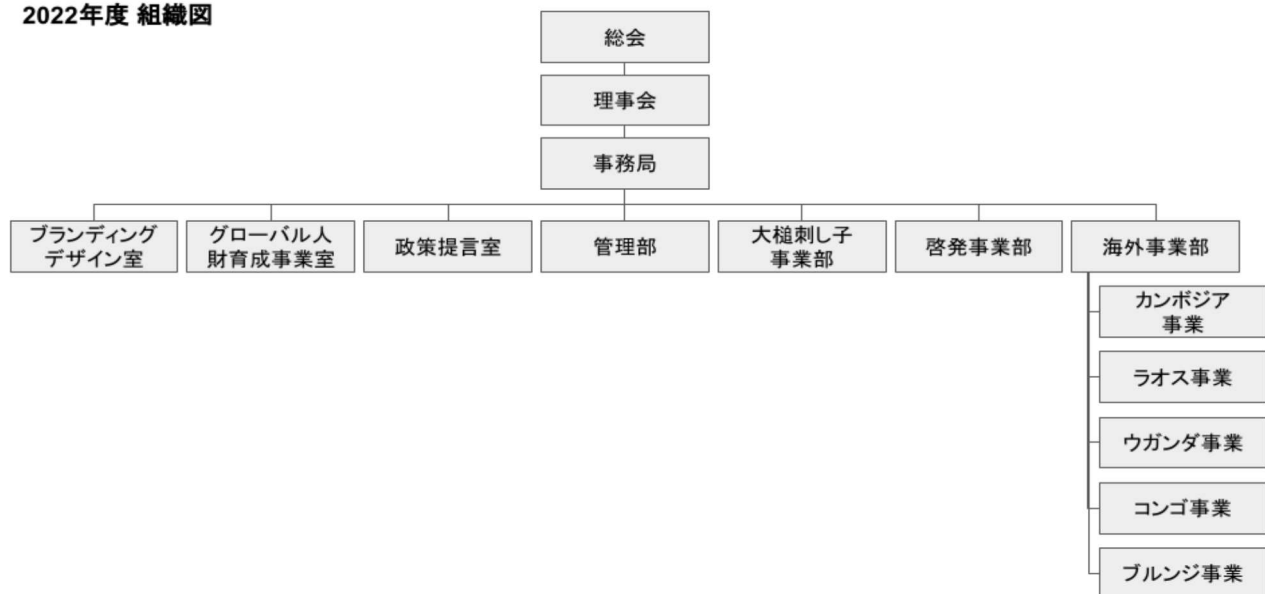 2022年度 組織図
総会
理事会
事務局
ブランディング
デザイン室
グローバル人
財育成事業室
政策提言室
管理部
大槌刺し子
事業部
啓発事業部
海外事業部
カンボジア
事業
ラオス事業
ウガンダ事業
コンゴ事業
ブルンジ事業